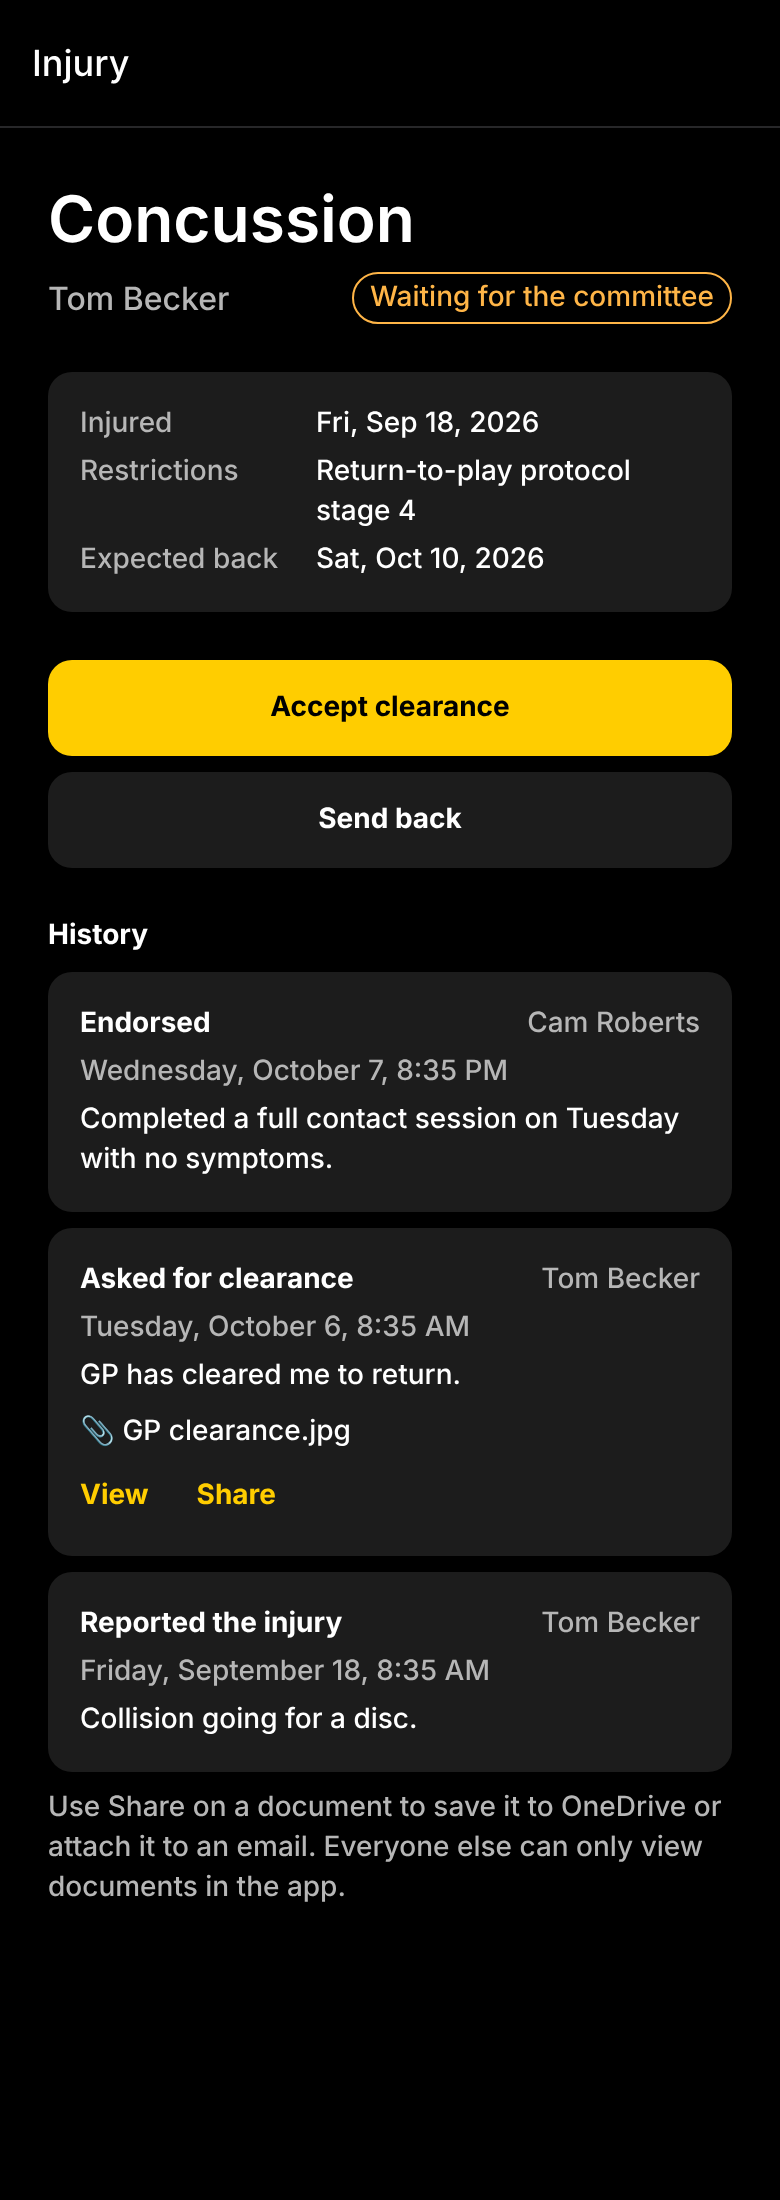 Injury
Concussion
Tom Becker
Waiting for the committee
Injured
Fri, Sep 18, 2026
Restrictions
Return-to-play protocol
stage 4
Expected back
Sat, Oct 10, 2026
Accept clearance
Send back
History
Endorsed
Cam Roberts
Wednesday, October 7, 8:35 PM
Completed a full contact session on Tuesday
with no symptoms.
Asked for clearance
Tom Becker
Tuesday, October 6, 8:35 AM
GP has cleared me to return.
📎 GP clearance.jpg
View
Share
Reported the injury
Tom Becker
Friday, September 18, 8:35 AM
Collision going for a disc.
Use Share on a document to save it to OneDrive or
attach it to an email. Everyone else can only view
documents in the app.